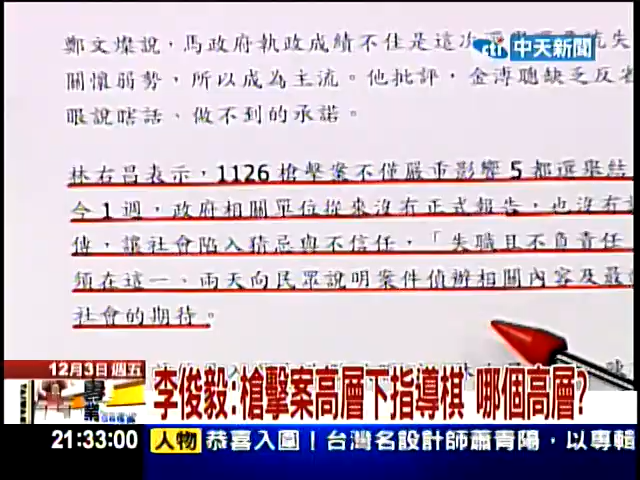 cti 中天新聞
鄭文燦說，馬政府執政成績不佳是這次
關懷弱勢，所以成為主流。他批評，金溥聰缺乏反省
眼說瞎話、做不到的承諾。
林右昌表示，1126槍擊案不僅嚴重影響5都選舉結
今1週，政府相關單位從來沒有正式報告，也沒有
傳，讓社會陷入猜忌與不信任，「失職且不負責任
須在這一、兩天向民眾說明案件偵辦相關內容及最
社會的期待。
12月3日週五
李俊毅:槍擊案高層下指導棋 哪個高層?
21:33:00 人物 恭喜入圍！台灣名設計師蕭青陽，以專輯